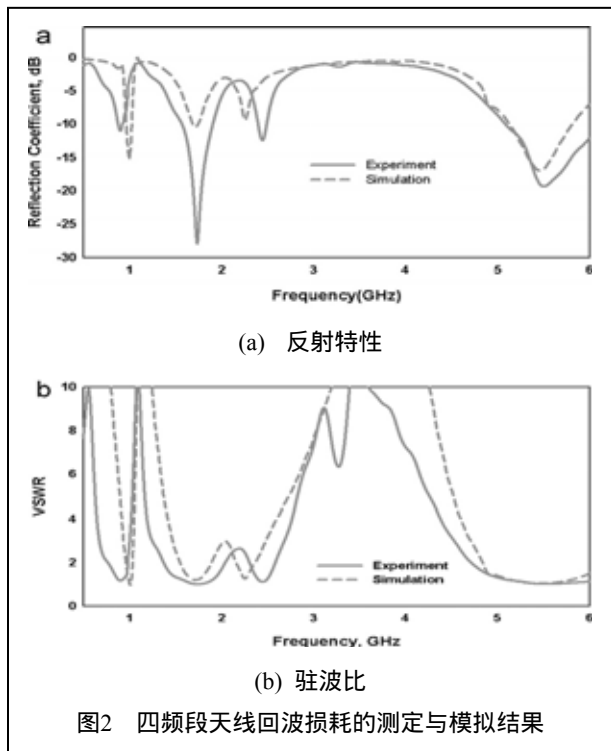 a
Reflection Coefficient, dB
0
-5
-10
-15
-20
-25
-30
Experiment
Simulation
1 2 3 4 5 6
Frequency(GHz)
(a) 反射特性
b
VSWR
10
8
6
4
2
0
Experiment
Simulation
1 2 3 4 5 6
Frequency, GHz
(b) 驻波比
图2 四频段天线回波损耗的测定与模拟结果